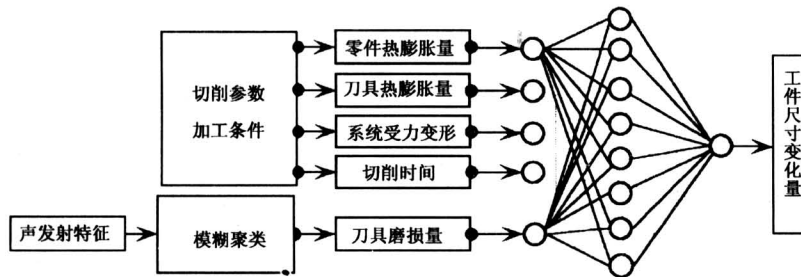 零件热膨胀量
切削参数
加工条件
刀具热膨胀量
系统受力变形
切削时间
声发射特征
模糊聚类
刀具磨损量
工件尺寸变化量